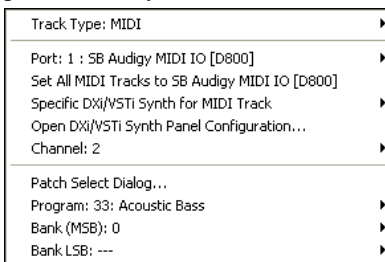 Track Type: MIDI
Port: 1 : SB Audigy MIDI IO [D800]
Set All MIDI Tracks to SB Audigy MIDI IO [D800]
Specific DXi/VSTi Synth for MIDI Track
Open DXi/VSTi Synth Panel Configuration...
Channel: 2
Patch Select Dialog...
Program: 33: Acoustic Bass
Bank (MSB): 0
Bank LSB: ---